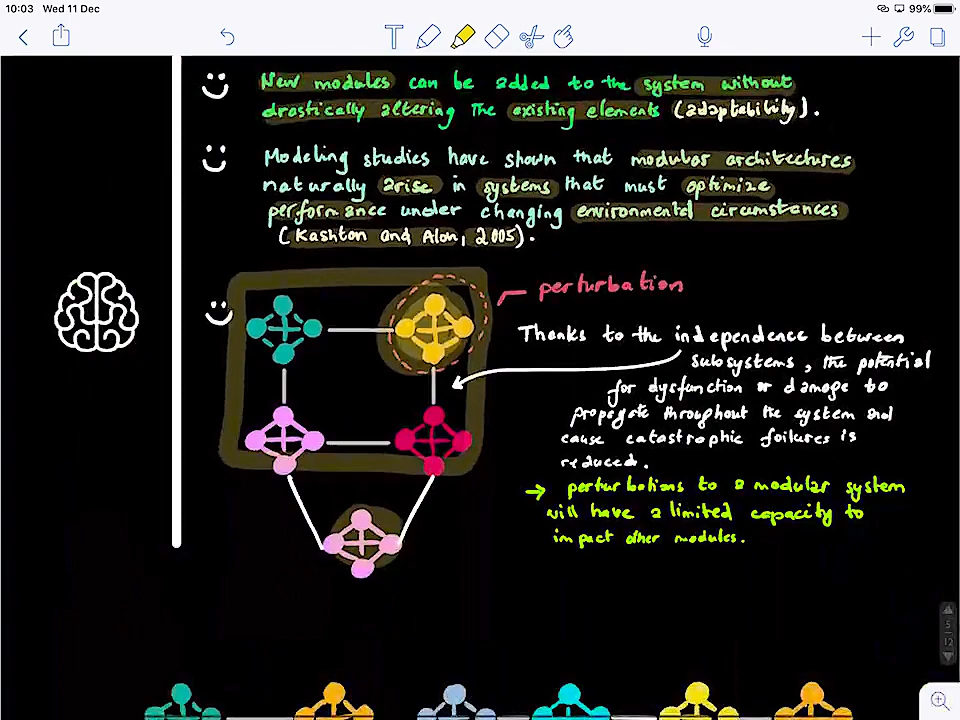 10:03 Wed 11 Dec
99%
New modules can be added to the system without
drastically altering the existing elements (adaptability).
Modeling studies have shown that modular architectures
naturally arise in systems that must optimize
performance under changing environmental circumstances
(Kashton and Alon, 2005).
perturbation
Thanks to the independence between
subsystems, the potential
for dysfunction or damage to
propagate throughout the system and
cause catastrophic failures is
reduced.
→ perturbations to a modular system
will have a limited capacity to
impact other modules.
5
12